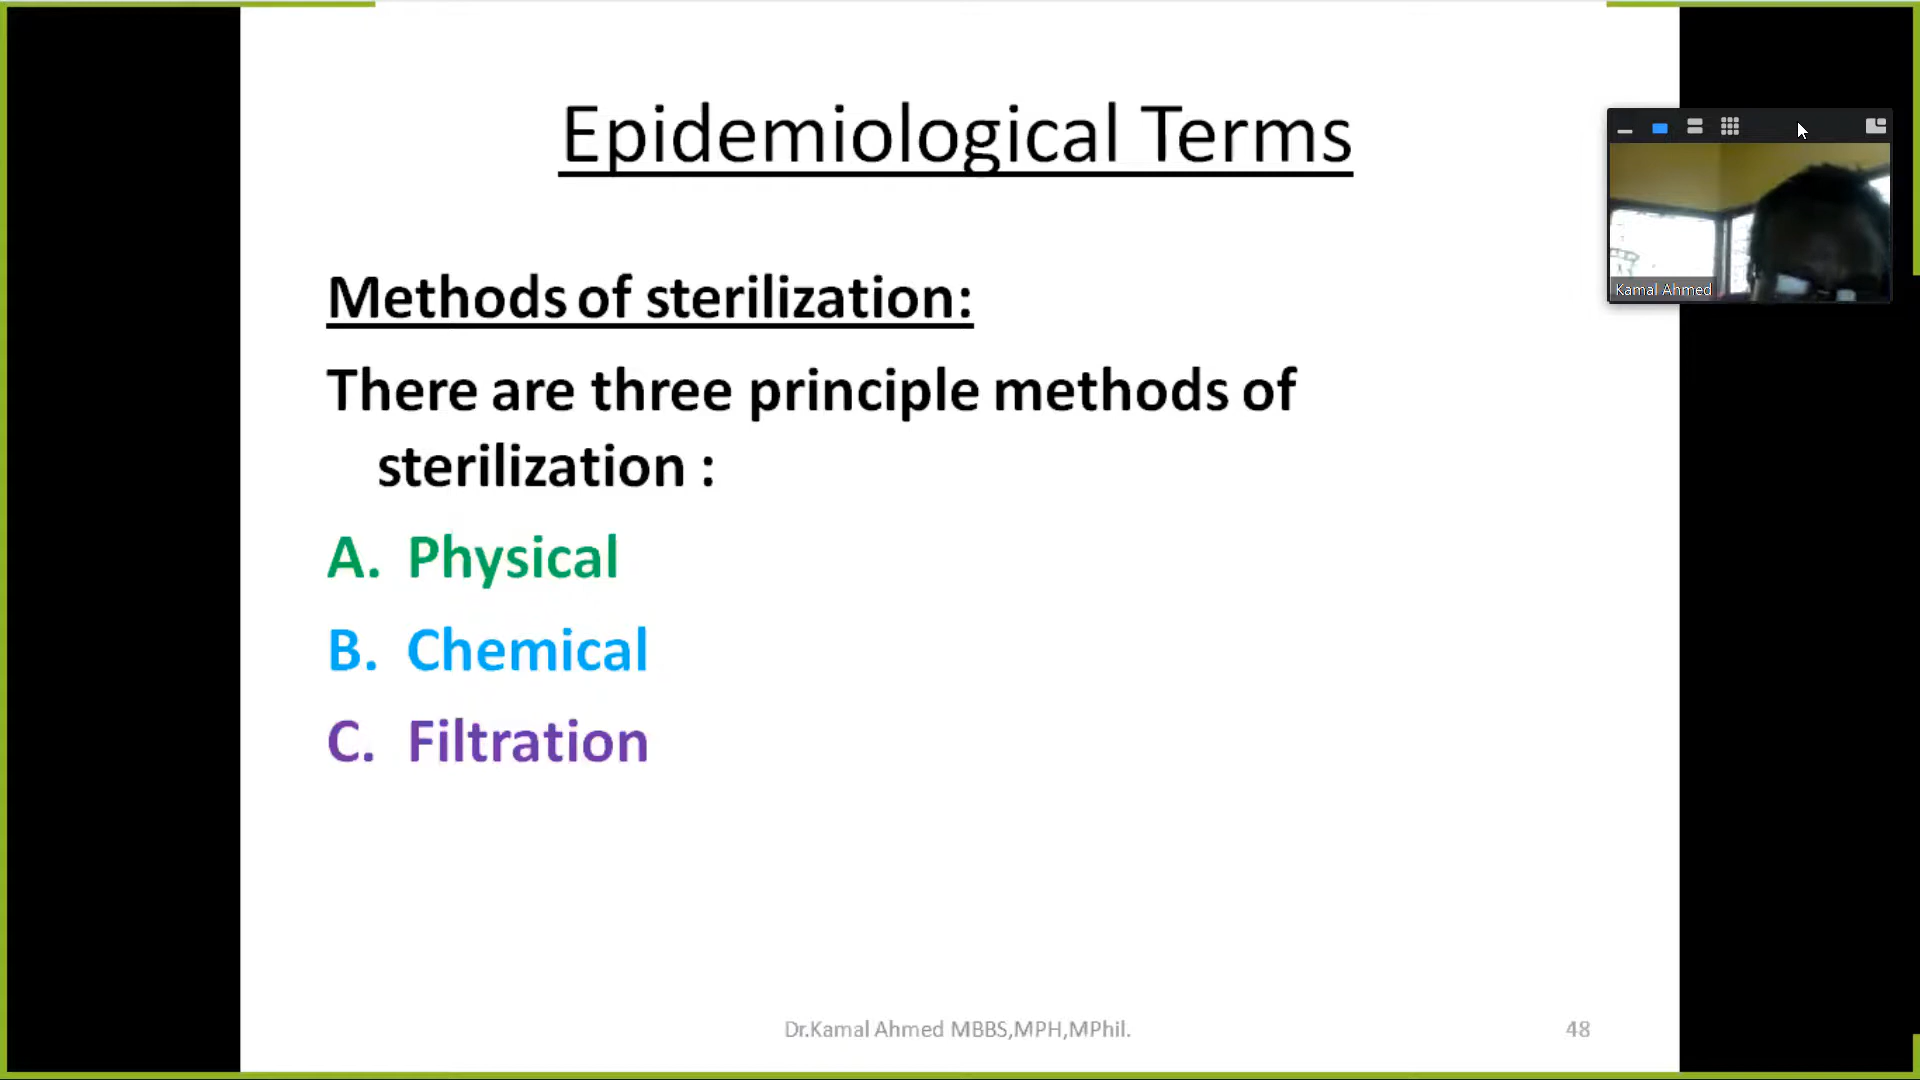 Epidemiological Terms
Kamal Ahmed
Methods of sterilization:
There are three principle methods of
sterilization :
A. Physical
B. Chemical
C. Filtration
Dr.Kamal Ahmed MBBS,MPH,MPhil.
48